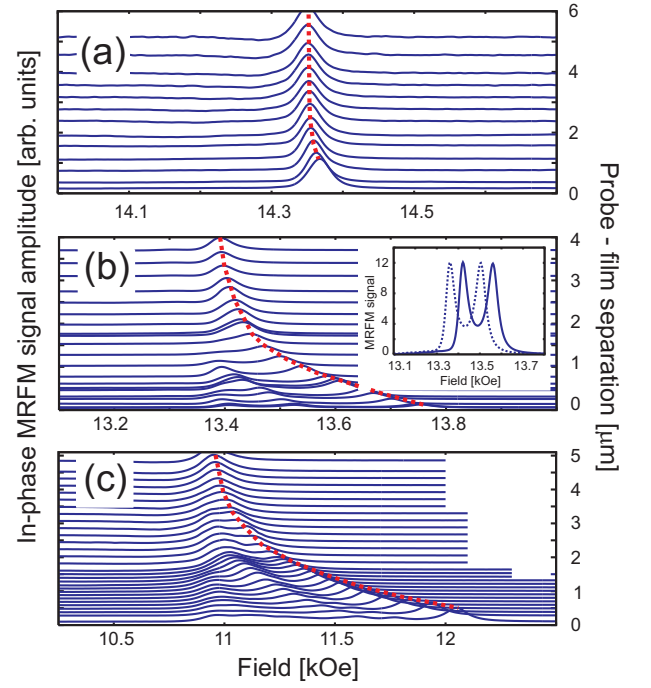 In-phase MRFM signal amplitude [arb. units]
Probe - film separation [μm]
(a)
6
4
2
0
14.1 14.3 14.5
(b)
4
3
2
1
0
13.2 13.4 13.6 13.8
MRFM signal
12
8
4
0
13.1 13.3 13.5 13.7
Field [kOe]
(c)
5
4
3
2
1
0
10.5 11 11.5 12
Field [kOe]